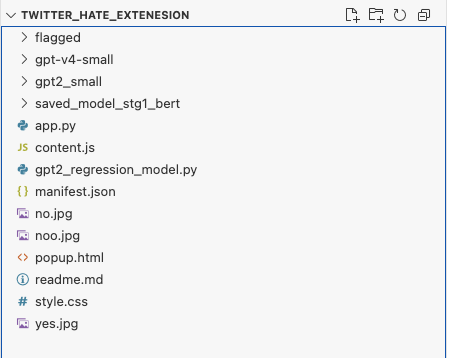 TWITTER_HATE_EXTENESION
flagged
gpt-v4-small
gpt2_small
saved_model_stg1_bert
app.py
JS content.js
gpt2_regression_model.py
{} manifest.json
no.jpg
noo.jpg
<> popup.html
readme.md
# style.css
yes.jpg